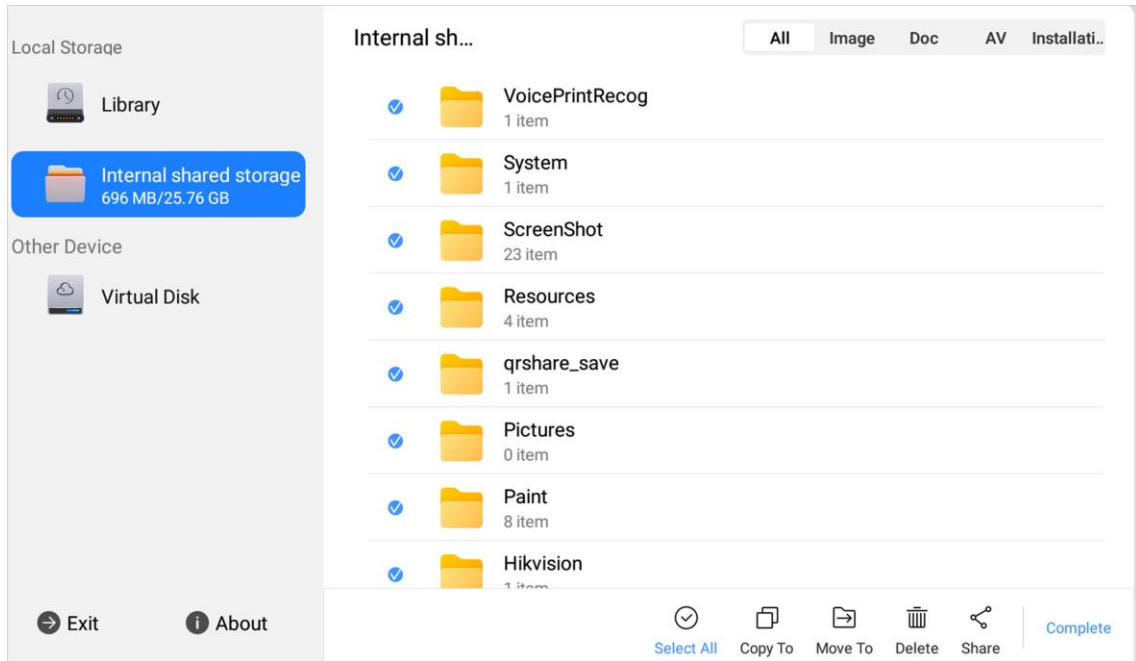 Local Storage
Library
Internal shared storage
696 MB/25.76 GB
Other Device
Virtual Disk
Exit
About
Internal sh...
All
Image
Doc
AV
Installati..
VoicePrintRecog
1 item
System
1 item
ScreenShot
23 item
Resources
4 item
qrshare_save
1 item
Pictures
0 item
Paint
8 item
Hikvision
1 item
Select All
Copy To
Move To
Delete
Share
Complete